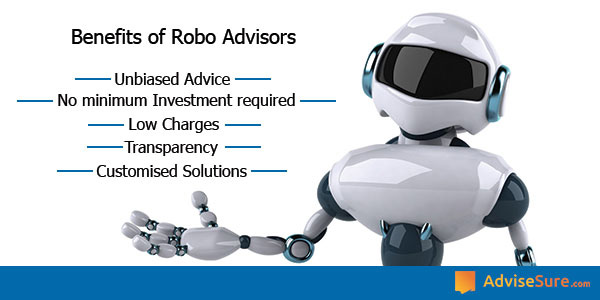 Benefits of Robo Advisors
Unbiased Advice
No minimum Investment required
Low Charges
Transparency
Customised Solutions
AdviseSure.com